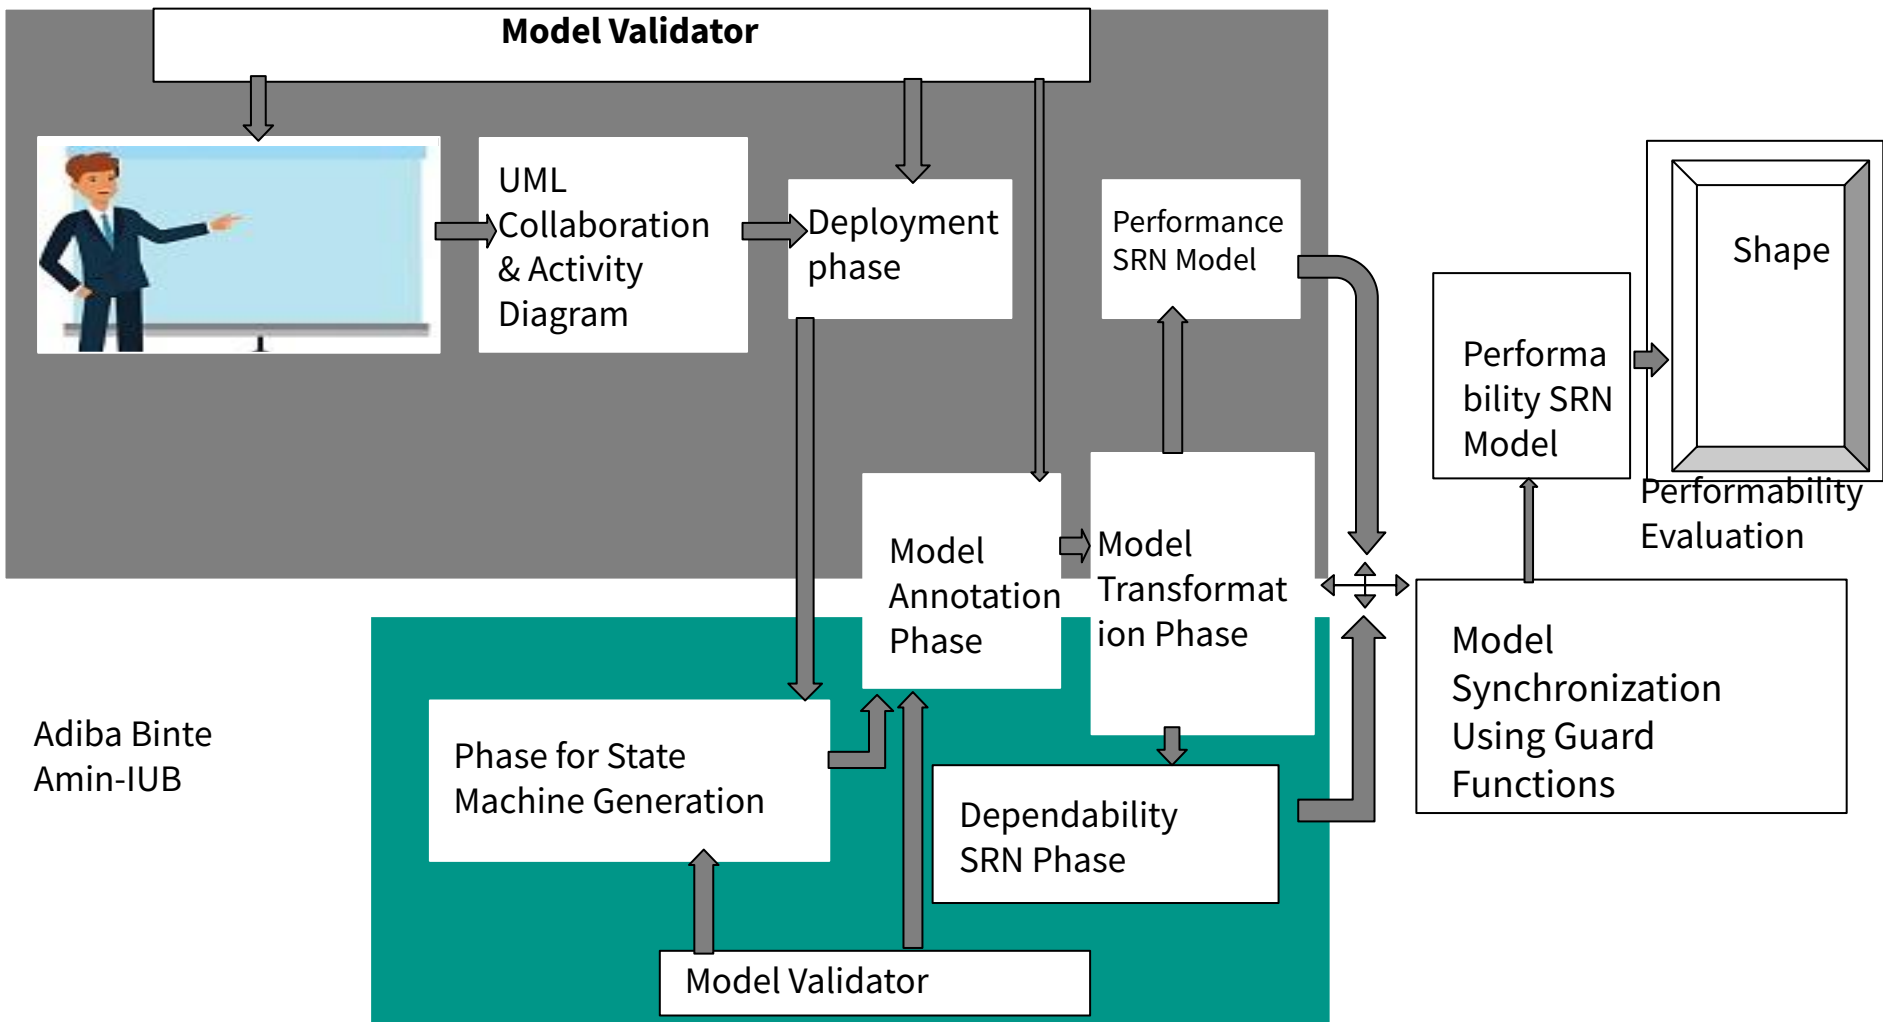 Model Validator
UML
Collaboration
& Activity
Diagram
Deployment
phase
Performance
SRN Model
Shape
Performa
bility SRN
Model
Performability
Evaluation
Model
Annotation
Phase
Model
Transformat
ion Phase
Model
Synchronization
Using Guard
Functions
Adiba Binte
Amin-IUB
Phase for State
Machine Generation
Dependability
SRN Phase
Model Validator